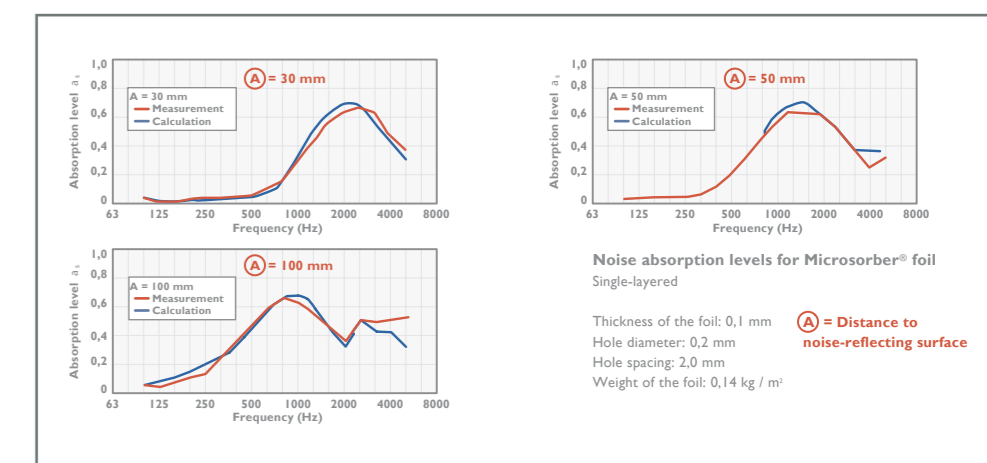 1,0
0,8
0,6
0,4
0,2
0
Absorption level a s
A = 30 mm
A = 30 mm
Measurement
Calculation
63 125 250 500 1000 2000 4000 8000
Frequency (Hz)
1,0
0,8
0,6
0,4
0,2
0
Absorption level a s
A = 50 mm
A = 50 mm
Measurement
Calculation
63 125 250 500 1000 2000 4000 8000
Frequency (Hz)
1,0
0,8
0,6
0,4
0,2
0
Absorption level a s
A = 100 mm
A = 100 mm
Measurement
Calculation
63 125 250 500 1000 2000 4000 8000
Frequency (Hz)
Noise absorption levels for Microsorber® foil
Single-layered
Thickness of the foil: 0,1 mm
Hole diameter: 0,2 mm
Hole spacing: 2,0 mm
Weight of the foil: 0,14 kg / m²
A = Distance to
noise-reflecting surface